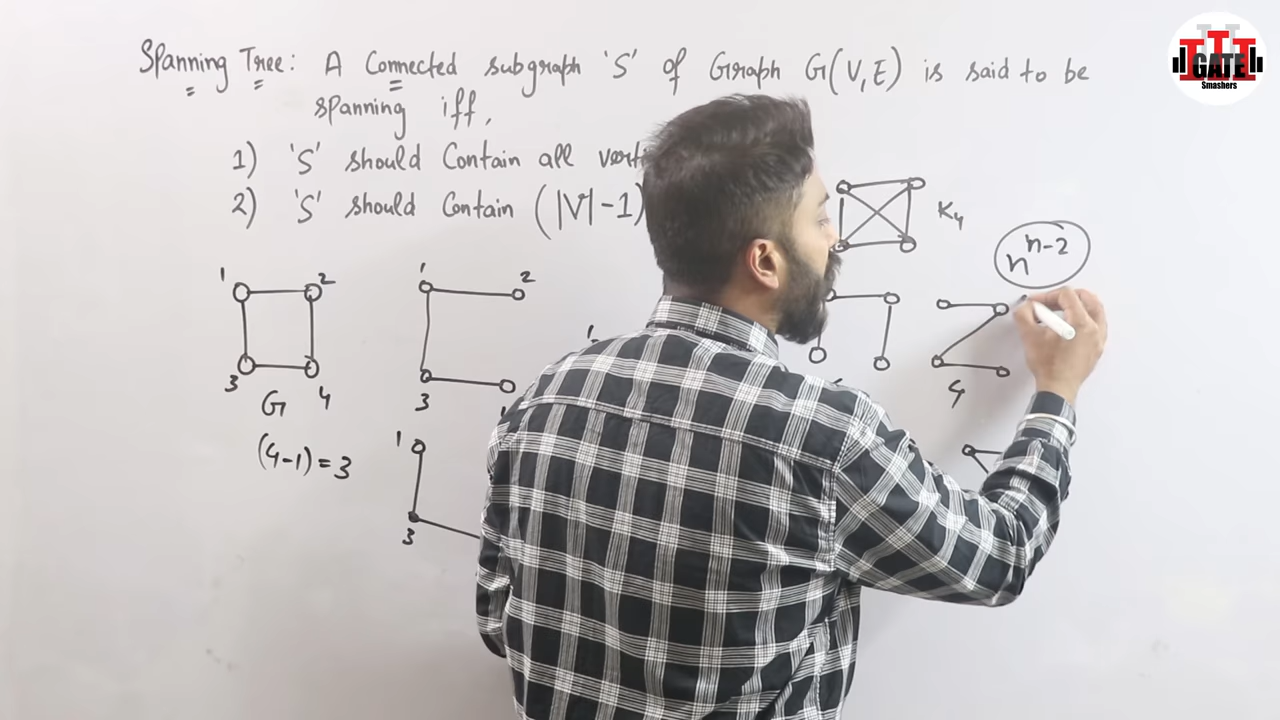 Spanning Tree: A Connected subgraph 'S' of Graph G(V,E) is said to be
spanning iff,
1) 'S' should Contain all
2) 'S' should Contain (|V|-1)
K4
n^n-2
1 2
3 4
G
(4-1)=3
1 2
3
1
3
4
GATE
Smashers